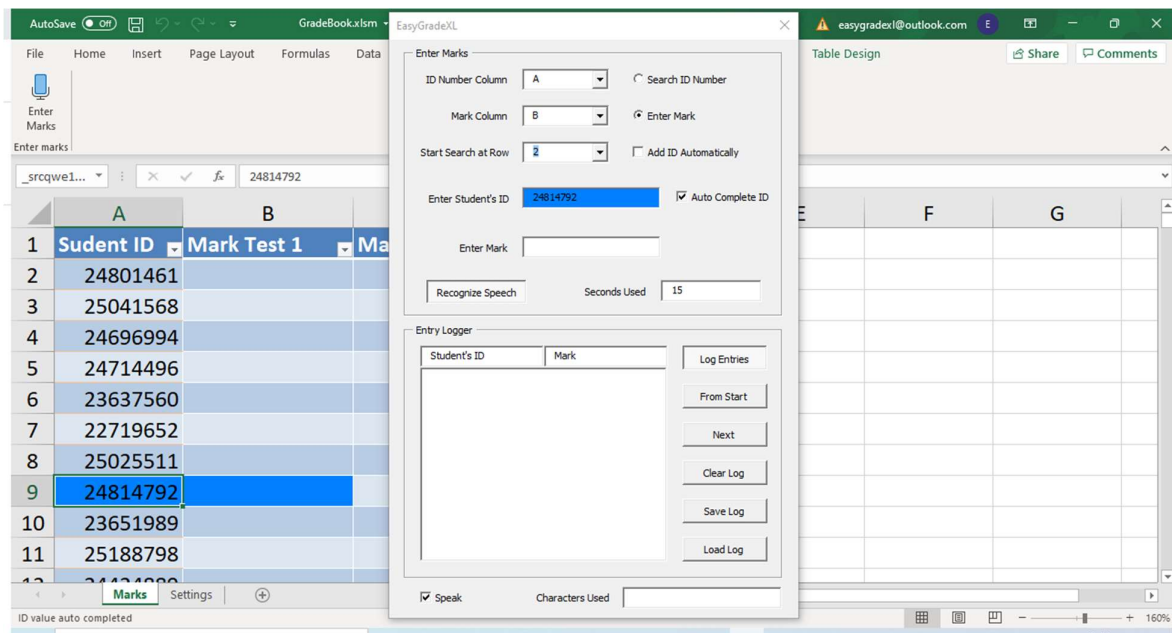 AutoSave Off GradeBook.xlsm easygradexl@outlook.com E
File Home Insert Page Layout Formulas Data Table Design Share Comments
Enter
Marks
Enter marks
_srcqwe1... fx 24814792
A B E F G
1 Sudent ID Mark Test 1 Ma
2 24801461
3 25041568
4 24696994
5 24714496
6 23637560
7 22719652
8 25025511
9 24814792
10 23651989
11 25188798
Marks Settings
ID value auto completed 160%
EasyGradeXL
Enter Marks
ID Number Column A Search ID Number
Mark Column B Enter Mark
Start Search at Row 2 Add ID Automatically
Enter Student's ID 24814792 Auto Complete ID
Enter Mark
Recognize Speech Seconds Used 15
Entry Logger
Student's ID Mark Log Entries
From Start
Next
Clear Log
Save Log
Load Log
Speak Characters Used